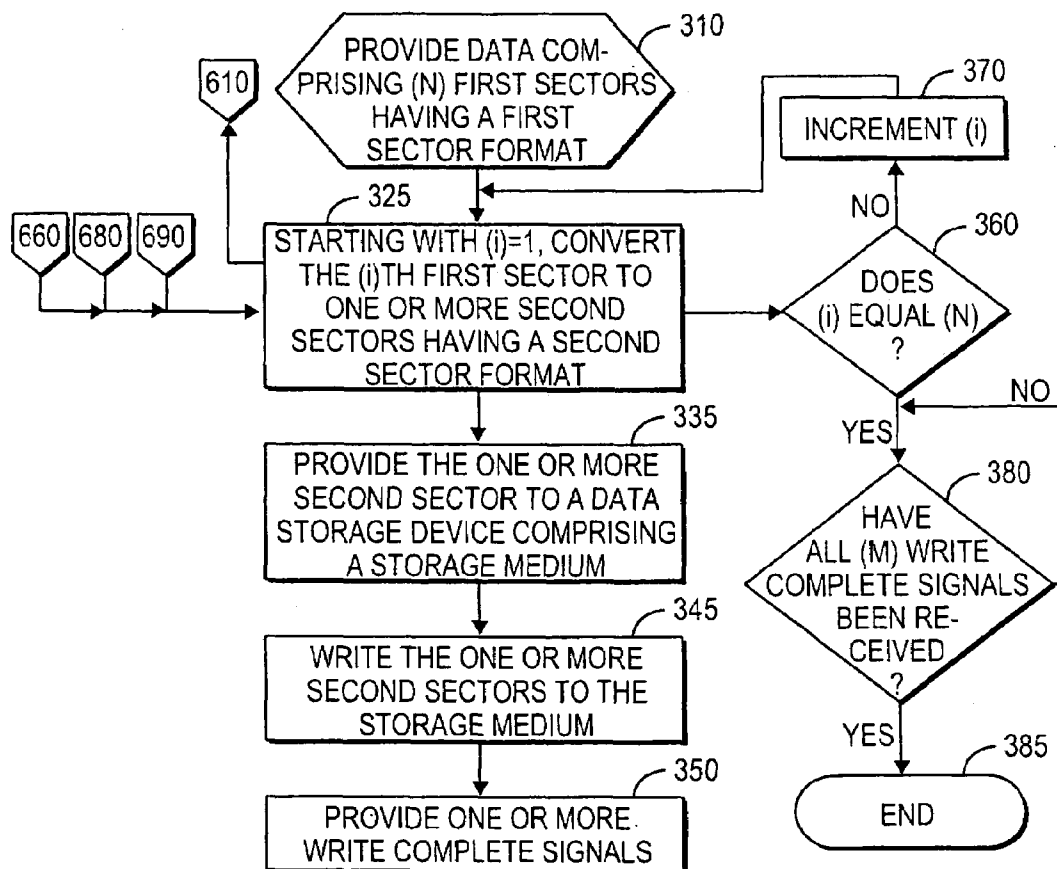 310
PROVIDE DATA COM-
PRISING (N) FIRST SECTORS
HAVING A FIRST
SECTOR FORMAT
610
370
INCREMENT (i)
325
660
680
690
STARTING WITH (i)=1, CONVERT
THE (i)TH FIRST SECTOR TO
ONE OR MORE SECOND
SECTORS HAVING A SECOND
SECTOR FORMAT
NO
360
DOES
(i) EQUAL (N)
?
NO
YES
335
PROVIDE THE ONE OR MORE
SECOND SECTOR TO A DATA
STORAGE DEVICE COMPRISING
A STORAGE MEDIUM
380
HAVE
ALL (M) WRITE
COMPLETE SIGNALS
BEEN RE-
CEIVED
?
345
WRITE THE ONE OR MORE
SECOND SECTORS TO THE
STORAGE MEDIUM
YES
385
END
350
PROVIDE ONE OR MORE
WRITE COMPLETE SIGNALS